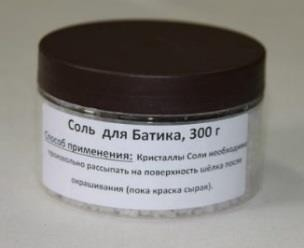 Соль для Батика, 300 г
Способ применения: Кристаллы Соли необходимо
произвольно рассыпать на поверхность шёлка после
окрашивания (пока краска сырая).